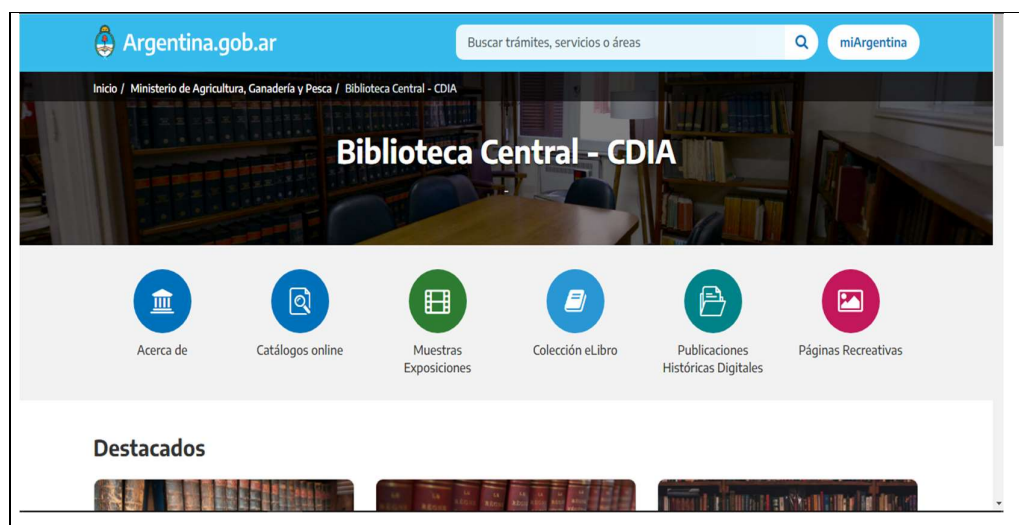 Argentina.gob.ar
Buscar trámites, servicios o áreas
miArgentina
Inicio / Ministerio de Agricultura, Ganadería y Pesca / Biblioteca Central - CDIA
Biblioteca Central - CDIA
-
Acerca de
Catálogos online
Muestras
Exposiciones
Colección eLibro
Publicaciones
Históricas Digitales
Páginas Recreativas
Destacados